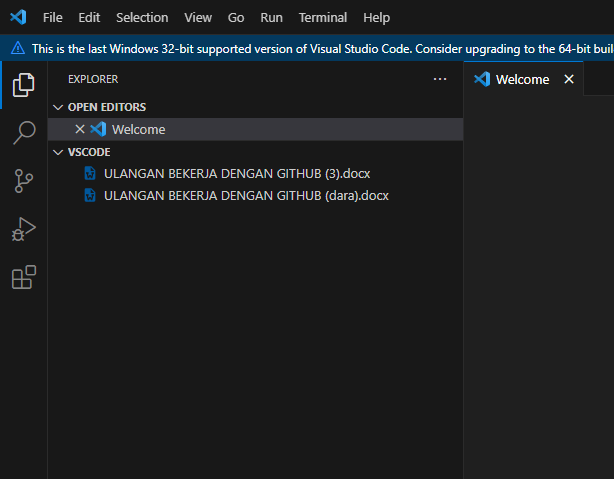 File Edit Selection View Go Run Terminal Help
This is the last Windows 32-bit supported version of Visual Studio Code. Consider upgrading to the 64-bit
EXPLORER ...
Welcome
OPEN EDITORS
Welcome
VSCODE
ULANGAN BEKERJA DENGAN GITHUB (3).docx
ULANGAN BEKERJA DENGAN GITHUB (dara).docx